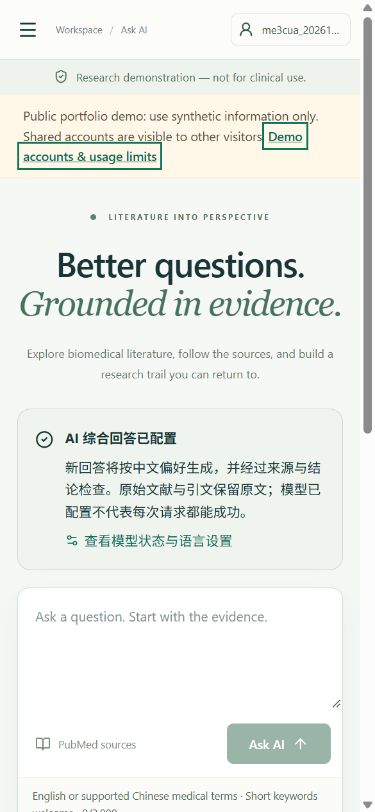 Workspace / Ask AI
me3cua_20261...
Research demonstration — not for clinical use.
Public portfolio demo: use synthetic information only.
Shared accounts are visible to other visitors. Demo
accounts & usage limits
LITERATURE INTO PERSPECTIVE
Better questions.
Grounded in evidence.
Explore biomedical literature, follow the sources, and build a
research trail you can return to.
AI 综合回答已配置
新回答将按中文偏好生成，并经过来源与结
论检查。原始文献与引文保留原文；模型已
配置不代表每次请求都能成功。
查看模型状态与语言设置
Ask a question. Start with the evidence.
PubMed sources
Ask AI
English or supported Chinese medical terms · Short keywords